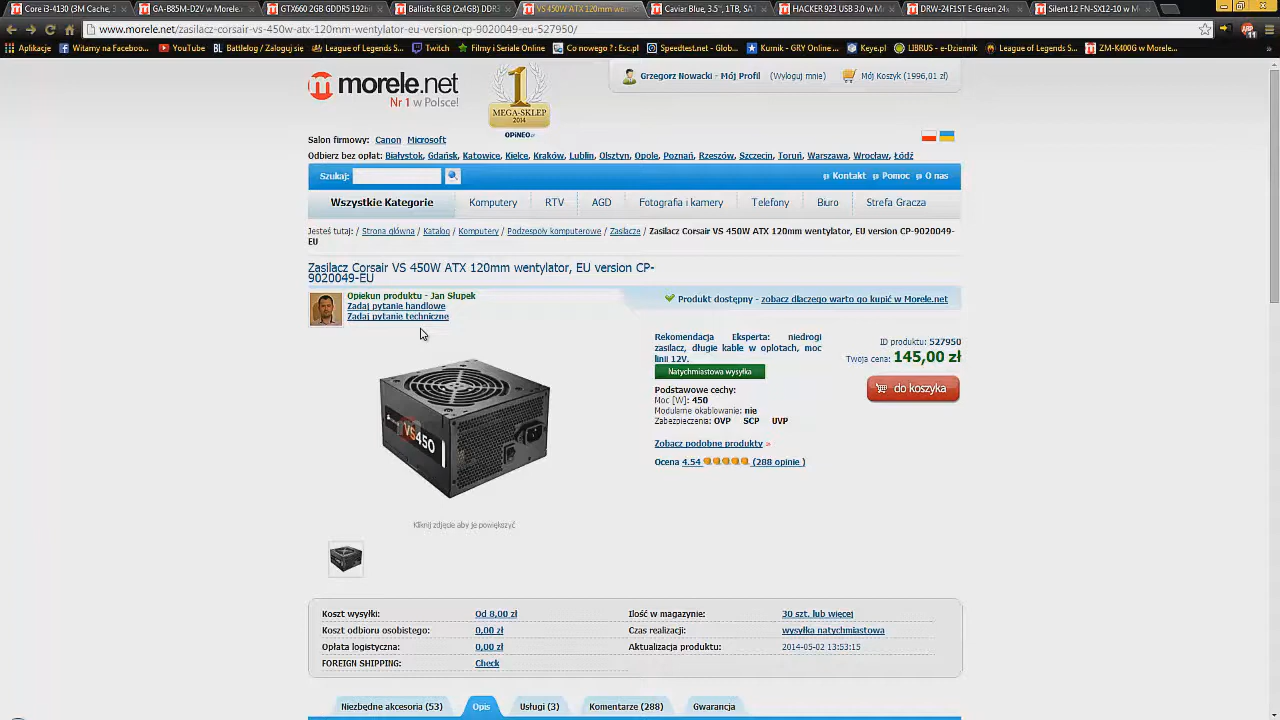 Core i3-4130 (3M Cache, 3
GA-B85M-D2V w Morele.
GTX660 2GB GDDR5 192bi
Ballistix 8GB (2x4GB) DDR3
VS 450W ATX 120mm we
Caviar Blue, 3.5", 1TB, SAT
HACKER 923 USB 3.0 w Mo
DRW-24F1ST E-Green 24x
Silent 12 FN-SX12-10 w M
www.morele.net/zasilacz-corsair-vs-450w-atx-120mm-wentylator-eu-version-cp-9020049-eu-527950/
Aplikacje
Witamy na Faceboo...
YouTube
Battlelog / Zaloguj się
League of Legends S...
Twitch
Filmy i Seriale Online
Co nowego ? : Esc.pl
Speedtest.net - Glob...
Kurnik - GRY Online ...
Keye.pl
LIBRUS - e-Dziennik
League of Legends S...
ZM-K400G w Morele...
morele.net
Nr 1 w Polsce!
1
MEGA-SKLEP
2014
OPINEO.pl
Grzegorz Nowacki - Mój Profil (Wyloguj mnie) Mój Koszyk (1996,01 zł)
Salon firmowy: Canon Microsoft
Odbierz bez opłat: Białystok, Gdańsk, Katowice, Kielce, Kraków, Lublin, Olsztyn, Opole, Poznań, Rzeszów, Szczecin, Toruń, Warszawa, Wrocław, Łódź
Szukaj: Kontakt Pomoc O nas
Wszystkie Kategorie Komputery RTV AGD Fotografia i kamery Telefony Biuro Strefa Gracza
Jesteś tutaj: / Strona główna / Katalog / Komputery / Podzespoły komputerowe / Zasilacze / Zasilacz Corsair VS 450W ATX 120mm wentylator, EU version CP-9020049-
EU
Zasilacz Corsair VS 450W ATX 120mm wentylator, EU version CP-
9020049-EU
Opiekun produktu - Jan Słupek
Zadaj pytanie handlowe
Zadaj pytanie techniczne
Produkt dostępny - zobacz dlaczego warto go kupić w Morele.net
Rekomendacja Eksperta: niedrogi
zasilacz, długie kable w oplotach, moc
linii 12V.
Natychmiastowa wysyłka
Podstawowe cechy:
Moc [W]: 450
Modularne okablowanie: nie
Zabezpieczenia: OVP SCP UVP
Zobacz podobne produkty »
Ocena 4.54 (288 opinie )
ID produktu: 527950
Twoja cena: 145,00 zł
do koszyka
VS450
Kliknij zdjęcie aby je powiększyć
Koszt wysyłki: Od 8,00 zł
Koszt odbioru osobistego: 0,00 zł
Opłata logistyczna: 0,00 zł
FOREIGN SHIPPING: Check
Ilość w magazynie: 30 szt. lub więcej
Czas realizacji: wysyłka natychmiastowa
Aktualizacja produktu: 2014-05-02 13:53:15
Niezbędne akcesoria (53) Opis Usługi (3) Komentarze (288) Gwarancja